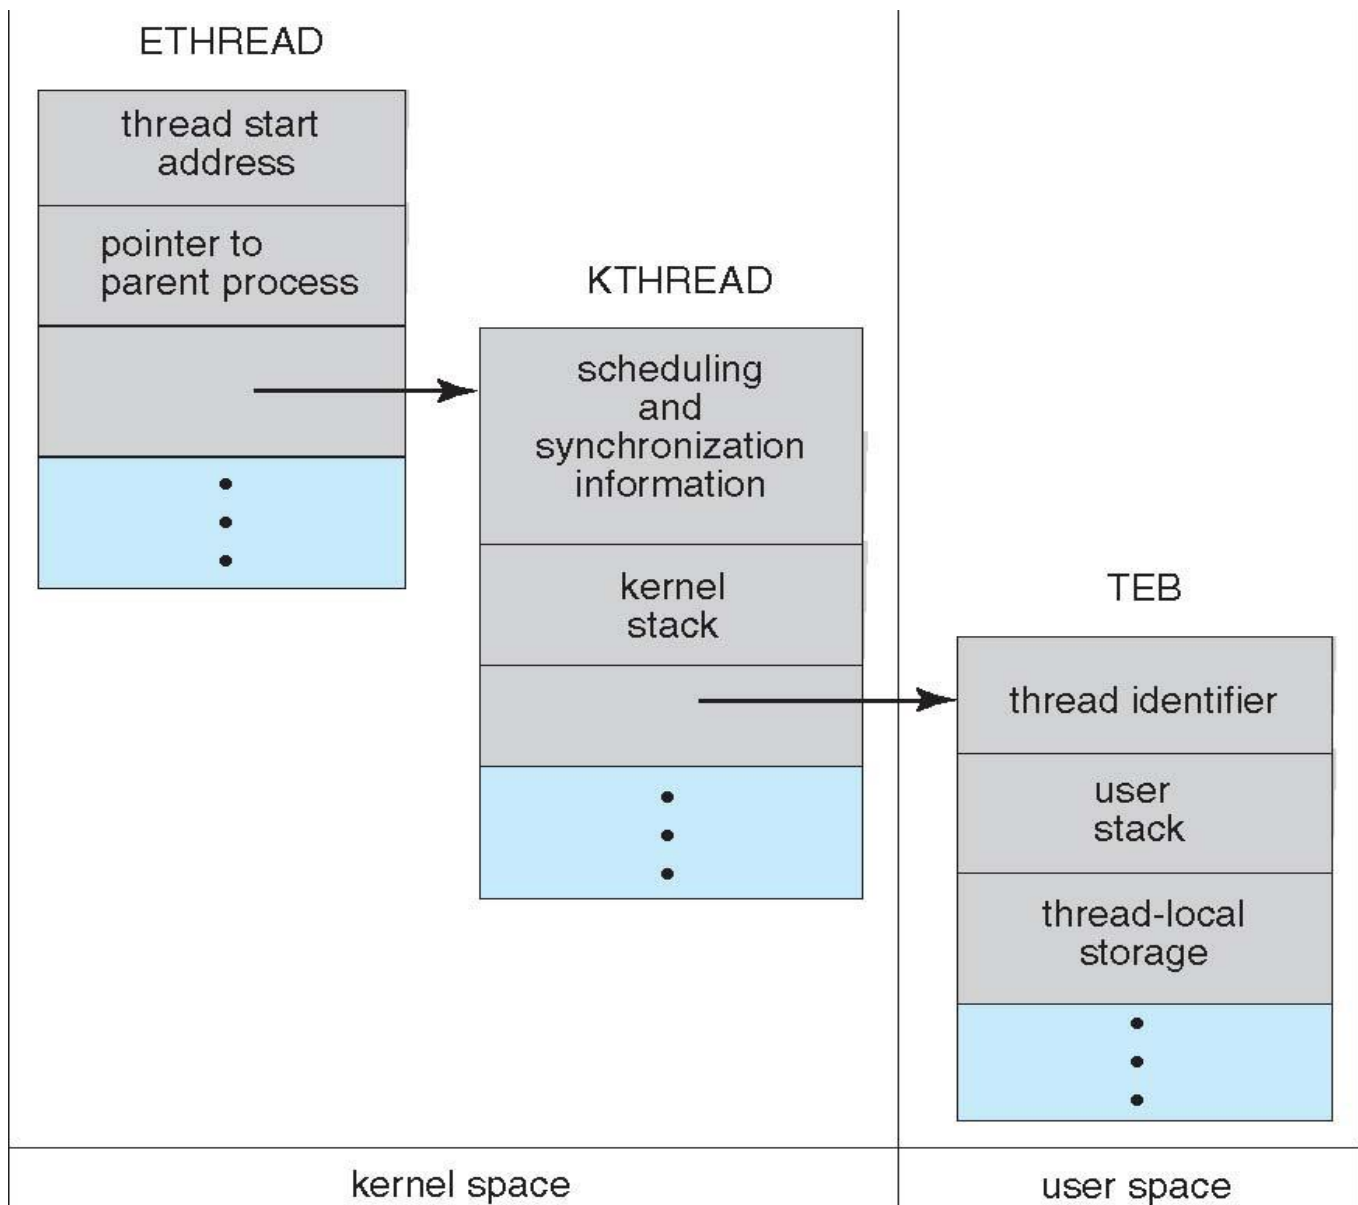 ETHREAD
thread start
address
pointer to
parent process
KTHREAD
scheduling
and
synchronization
information
kernel
stack
TEB
thread identifier
user
stack
thread-local
storage
kernel space
user space